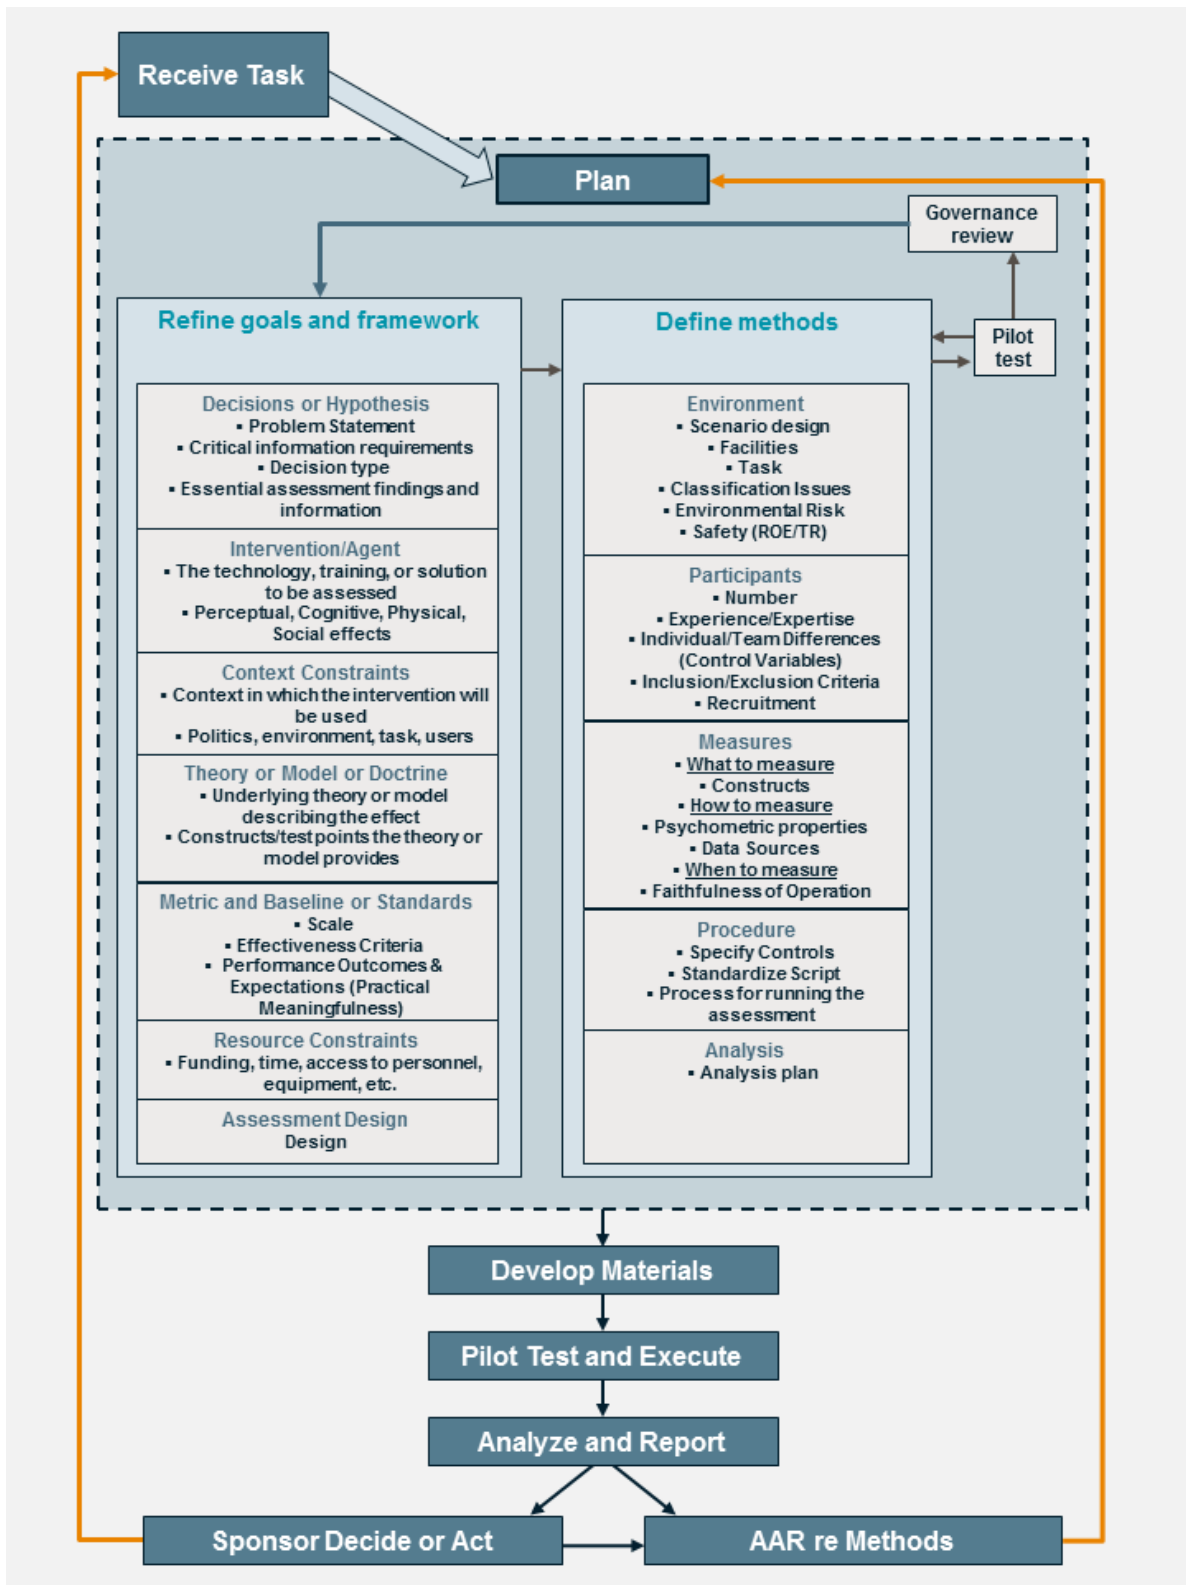 Receive Task
Plan
Governance
review
Refine goals and framework
Define methods
Pilot
test
Decisions or Hypothesis
▪ Problem Statement
▪ Critical information requirements
▪ Decision type
▪ Essential assessment findings and
information
Intervention/Agent
▪ The technology, training, or solution
to be assessed
▪ Perceptual, Cognitive, Physical,
Social effects
Context Constraints
▪ Context in which the intervention will
be used
▪ Politics, environment, task, users
Theory or Model or Doctrine
▪ Underlying theory or model
describing the effect
▪ Constructs/test points the theory or
model provides
Metric and Baseline or Standards
▪ Scale
▪ Effectiveness Criteria
▪ Performance Outcomes &
Expectations (Practical
Meaningfulness)
Resource Constraints
▪ Funding, time, access to personnel,
equipment, etc.
Assessment Design
Design
Environment
▪ Scenario design
▪ Facilities
▪ Task
▪ Classification Issues
▪ Environmental Risk
▪ Safety (ROE/TR)
Participants
▪ Number
▪ Experience/Expertise
▪ Individual/Team Differences
(Control Variables)
▪ Inclusion/Exclusion Criteria
▪ Recruitment
Measures
▪ What to measure
▪ Constructs
▪ How to measure
▪ Psychometric properties
▪ Data Sources
▪ When to measure
▪ Faithfulness of Operation
Procedure
▪ Specify Controls
▪ Standardize Script
▪ Process for running the
assessment
Analysis
▪ Analysis plan
Develop Materials
Pilot Test and Execute
Analyze and Report
Sponsor Decide or Act
AAR re Methods